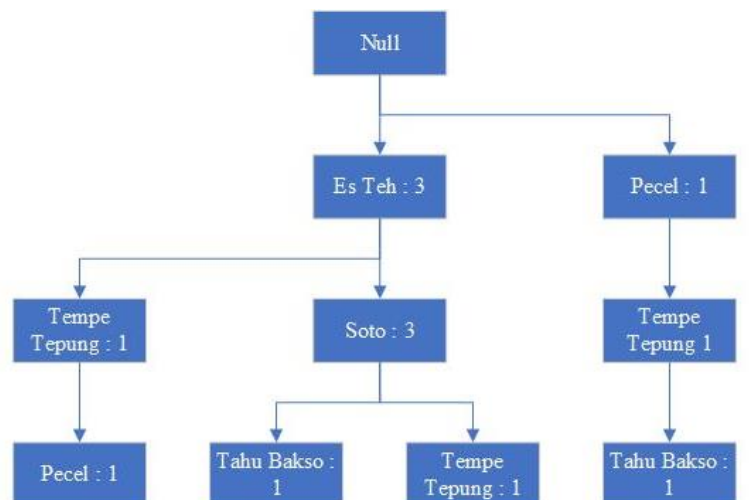 Null
Es Teh : 3
Pecel : 1
Tempe
Tepung : 1
Soto : 3
Tempe
Tepung 1
Pecel : 1
Tahu Bakso :
1
Tempe
Tepung : 1
Tahu Bakso :
1